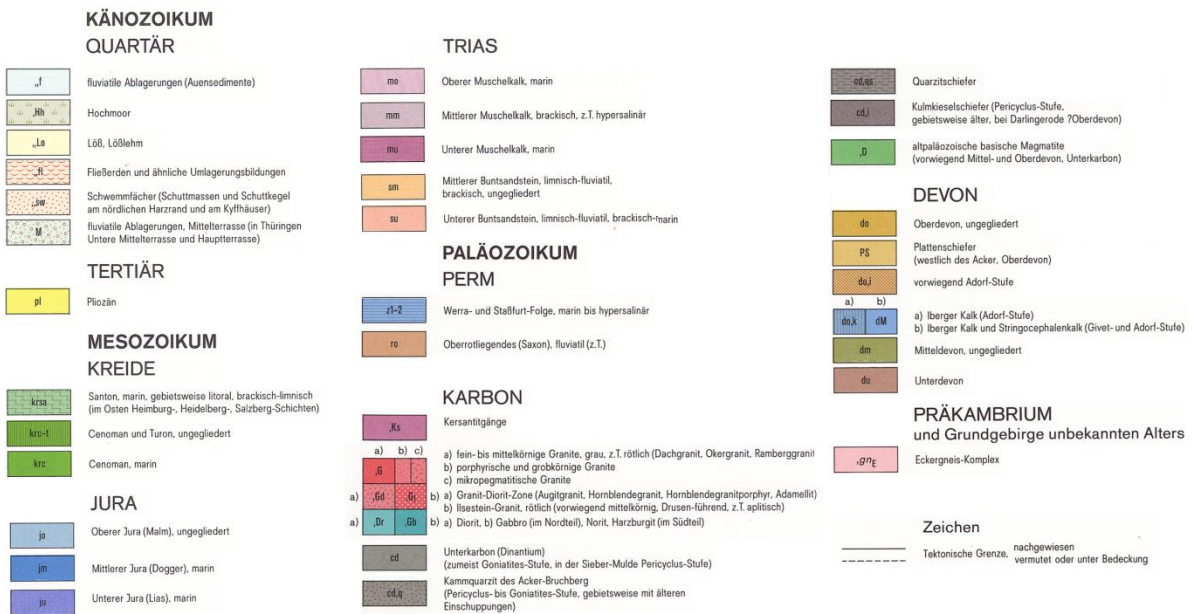 KÄNOZOIKUM
QUARTÄR
„f
fluviatile Ablagerungen (Auensedimente)
,Hh
Hochmoor
„Lo
Löß, Lößlehm
„fl
Fließerden und ähnliche Umlagerungsbildungen
„sw
Schwemmfächer (Schuttmassen und Schuttkegel
am nördlichen Harzrand und am Kyffhäuser)
M
fluviatile Ablagerungen, Mittelterrasse (in Thüringen
Untere Mittelterrasse und Hauptterrasse)
TERTIÄR
pl
Pliozän
MESOZOIKUM
KREIDE
krsa
Santon, marin, gebietsweise litoral, brackisch-limnisch
(im Osten Heimburg-, Heidelberg-, Salzberg-Schichten)
krc-t
Cenoman und Turon, ungegliedert
krc
Cenoman, marin
JURA
jo
Oberer Jura (Malm), ungegliedert
jm
Mittlerer Jura (Dogger), marin
ju
Unterer Jura (Lias), marin
TRIAS
mo
Oberer Muschelkalk, marin
mm
Mittlerer Muschelkalk, brackisch, z.T. hypersalinär
mu
Unterer Muschelkalk, marin
sm
Mittlerer Buntsandstein, limnisch-fluviatil,
brackisch, ungegliedert
su
Unterer Buntsandstein, limnisch-fluviatil, brackisch-marin
PALÄOZOIKUM
PERM
z1–2
Werra- und Staßfurt-Folge, marin bis hypersalinär
ro
Oberrotliegendes (Saxon), fluviatil (z.T.)
KARBON
,Ks
Kersantitgänge
a) b) c)
,G
a) fein- bis mittelkörnige Granite, grau, z.T. rötlich (Dachgranit, Okergranit, Ramberggranit
b) porphyrische und grobkörnige Granite
c) mikropegmatitische Granite
a) ,Gd ,Gj b)
a) Granit-Diorit-Zone (Augitgranit, Hornblendegranit, Hornblendegranitporphyr, Adamellit)
b) Ilsestein-Granit, rötlich (vorwiegend mittelkörnig, Drusen-führend, z.T. aplitisch)
a) ,Dr ,Gb b)
a) Diorit, b) Gabbro (im Nordteil), Norit, Harzburgit (im Südteil)
cd
Unterkarbon (Dinantium)
(zumeist Goniatites-Stufe, in der Sieber-Mulde Pericyclus-Stufe)
cd,q
Kammquarzit des Acker-Bruchberg
(Pericyclus- bis Goniatites-Stufe, gebietsweise mit älteren
Einschuppungen)
cd,qs
Quarzitschiefer
cd,i
Kulmkieselschiefer (Pericyclus-Stufe,
gebietsweise älter, bei Darlingerode ?Oberdevon)
,D
altpaläozoische basische Magmatite
(vorwiegend Mittel- und Oberdevon, Unterkarbon)
DEVON
do
Oberdevon, ungegliedert
PS
Plattenschiefer
(westlich des Acker, Oberdevon)
do,i
vorwiegend Adorf-Stufe
a) b)
do,k dM
a) Iberger Kalk (Adorf-Stufe)
b) Iberger Kalk und Stringocephalenkalk (Givet- und Adorf-Stufe)
dm
Mitteldevon, ungegliedert
du
Unterdevon
PRÄKAMBRIUM
und Grundgebirge unbekannten Alters
,gnE
Eckergneis-Komplex
Zeichen
Tektonische Grenze, nachgewiesen
vermutet oder unter Bedeckung